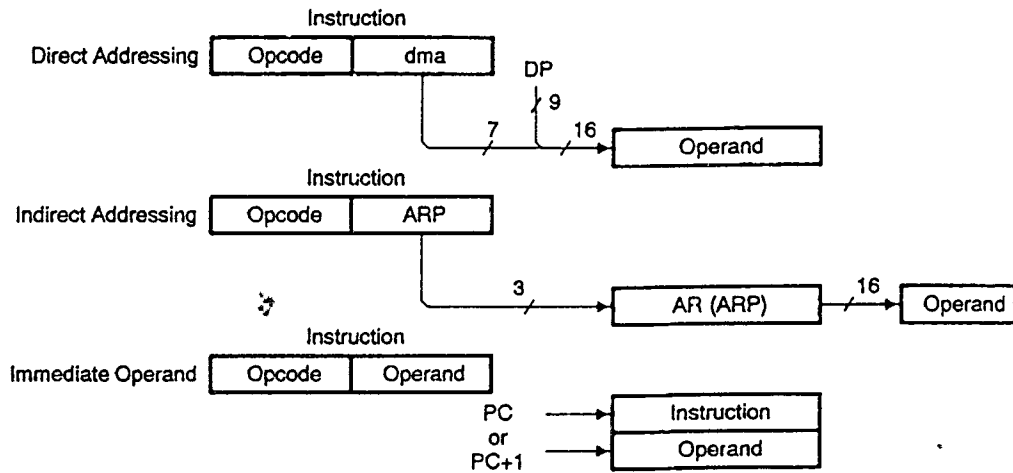 Instruction
Direct Addressing Opcode dma
DP
9
7 16 Operand
Instruction
Indirect Addressing Opcode ARP
3 AR (ARP) 16 Operand
Instruction
Immediate Operand Opcode Operand
PC Instruction
or
PC+1 Operand